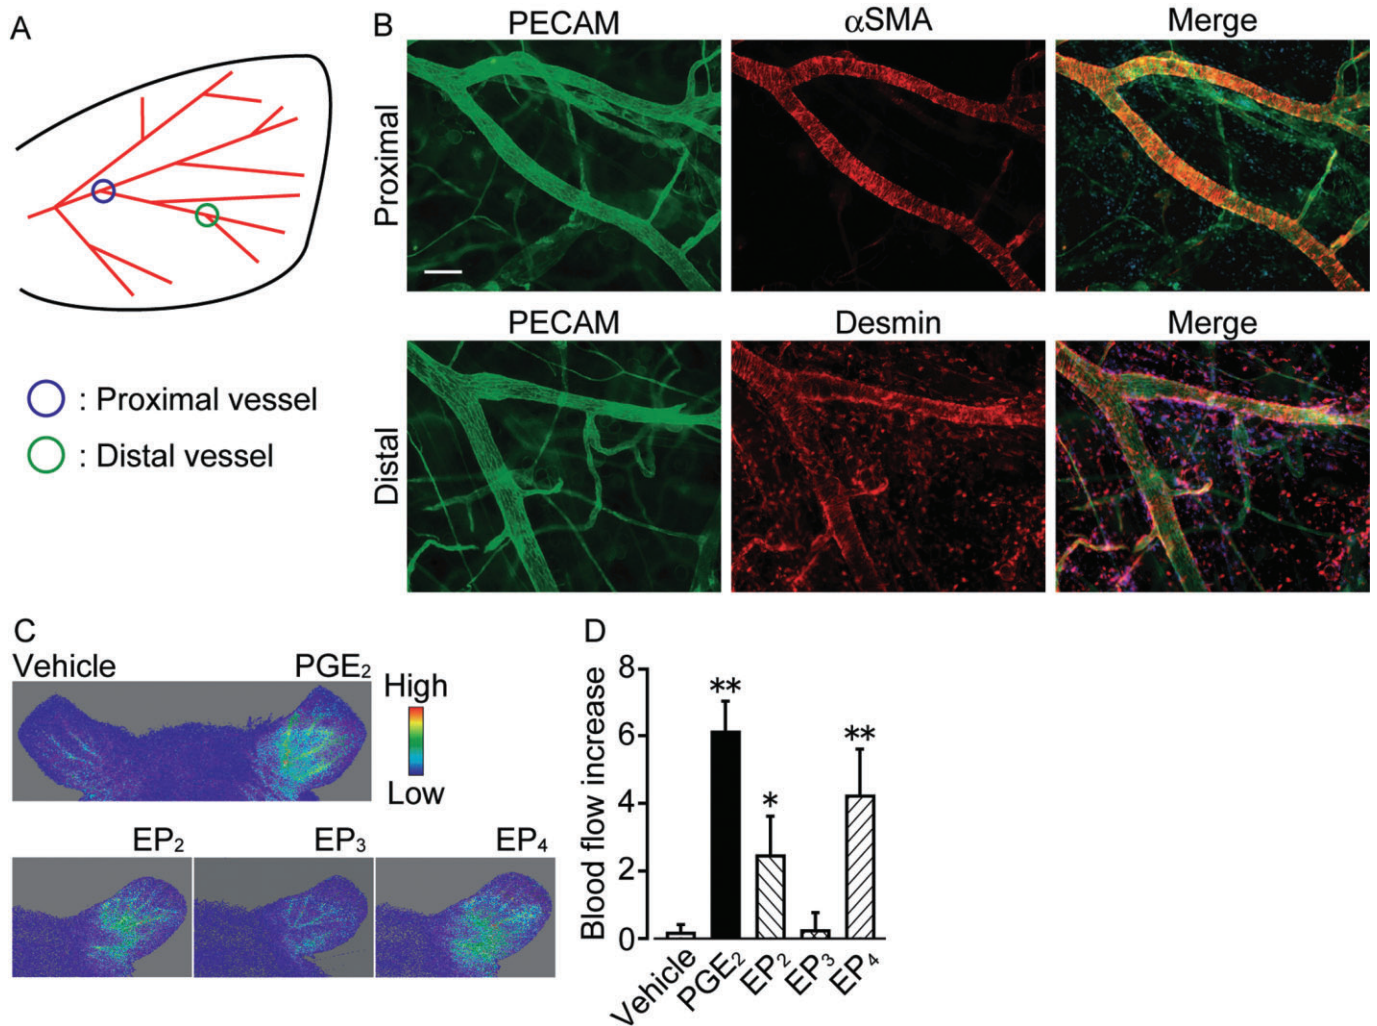 A
: Proximal vessel
: Distal vessel
B
PECAM αSMA Merge
Proximal
PECAM Desmin Merge
Distal
C
Vehicle PGE₂
High
Low
EP₂ EP₃ EP₄
D
Blood flow increase
8
6
4
2
0
** * **
Vehicle PGE₂ EP₂ EP₃ EP₄